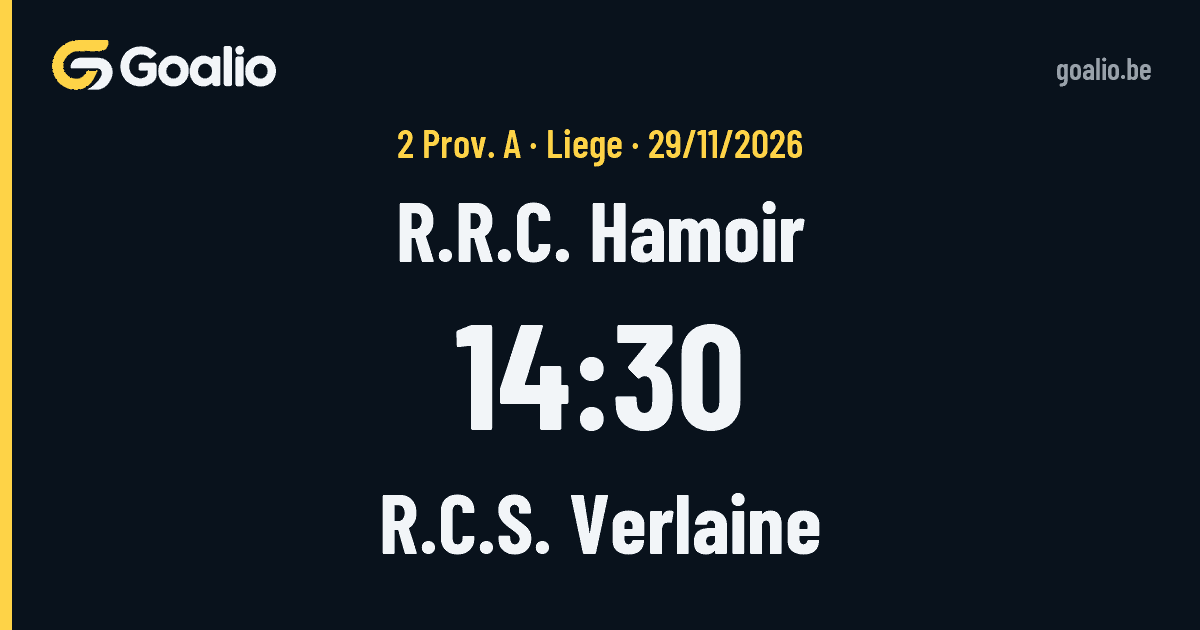 Goalio
goalio.be
2 Prov. A · Liege · 29/11/2026
R.R.C. Hamoir
14:30
R.C.S. Verlaine